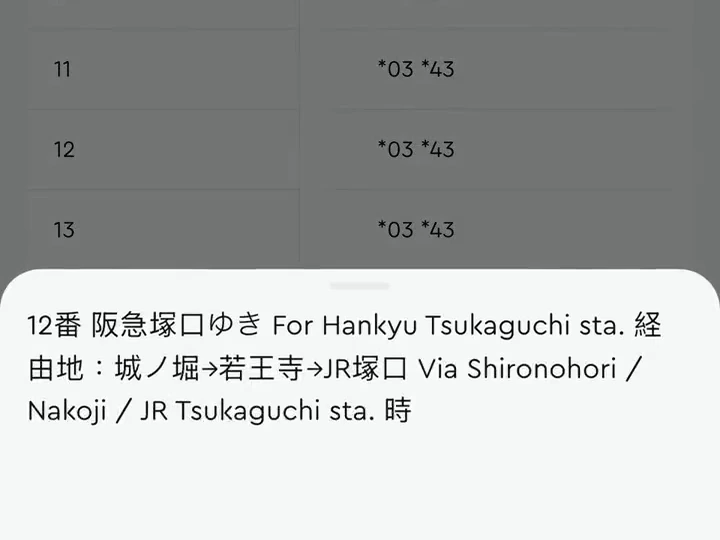 11 *03 *43
12 *03 *43
13 *03 *43
12番 阪急塚口ゆき For Hankyu Tsukaguchi sta. 経
由地：城ノ堀→若王寺→JR塚口 Via Shironohori /
Nakoji / JR Tsukaguchi sta. 時